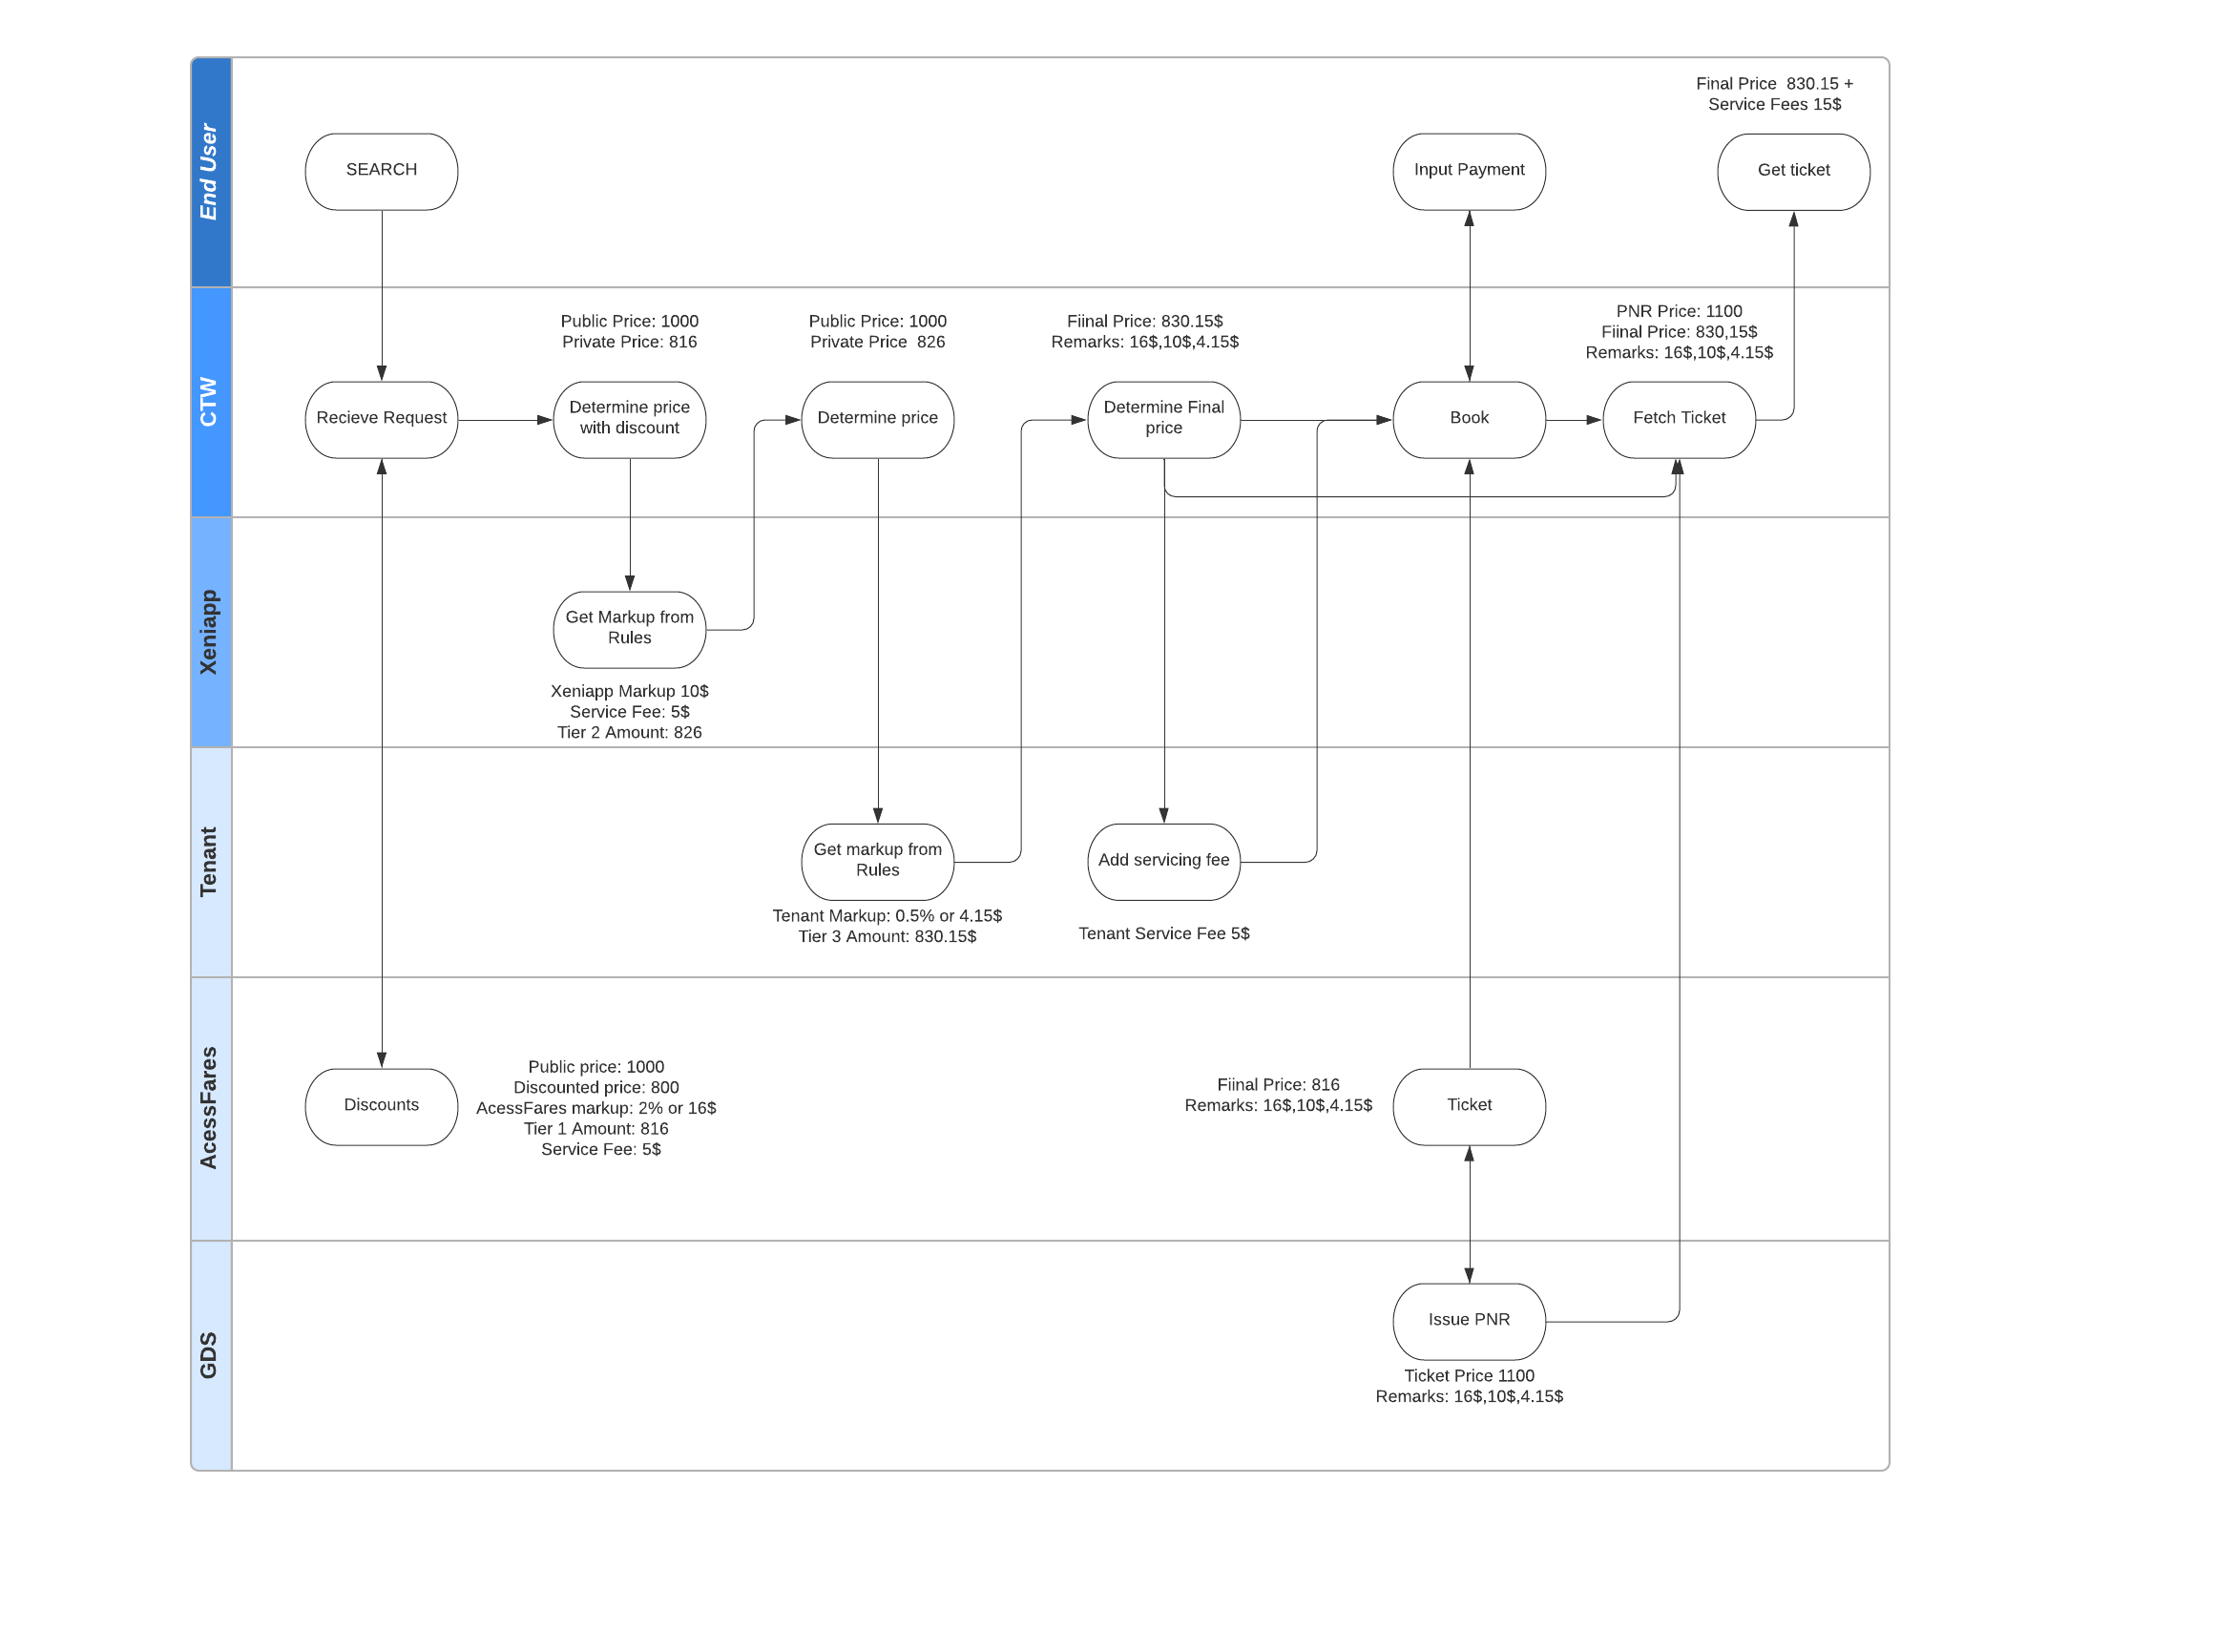 End User
Final Price  830.15 +
Service Fees 15$
SEARCH
Input Payment
Get ticket
CTW
Public Price: 1000
Private Price: 816
Public Price: 1000
Private Price  826
Fiinal Price: 830.15$
Remarks: 16$,10$,4.15$
PNR Price: 1100
Fiinal Price: 830,15$
Remarks: 16$,10$,4.15$
Recieve Request
Determine price
with discount
Determine price
Determine Final
price
Book
Fetch Ticket
Xeniapp
Get Markup from
Rules
Xeniapp Markup 10$
Service Fee: 5$
Tier 2 Amount: 826
Tenant
Get markup from
Rules
Tenant Markup: 0.5% or 4.15$
Tier 3 Amount: 830.15$
Add servicing fee
Tenant Service Fee 5$
AcessFares
Discounts
Public price: 1000
Discounted price: 800
AcessFares markup: 2% or 16$
Tier 1 Amount: 816
Service Fee: 5$
Fiinal Price: 816
Remarks: 16$,10$,4.15$
Ticket
GDS
Issue PNR
Ticket Price 1100
Remarks: 16$,10$,4.15$